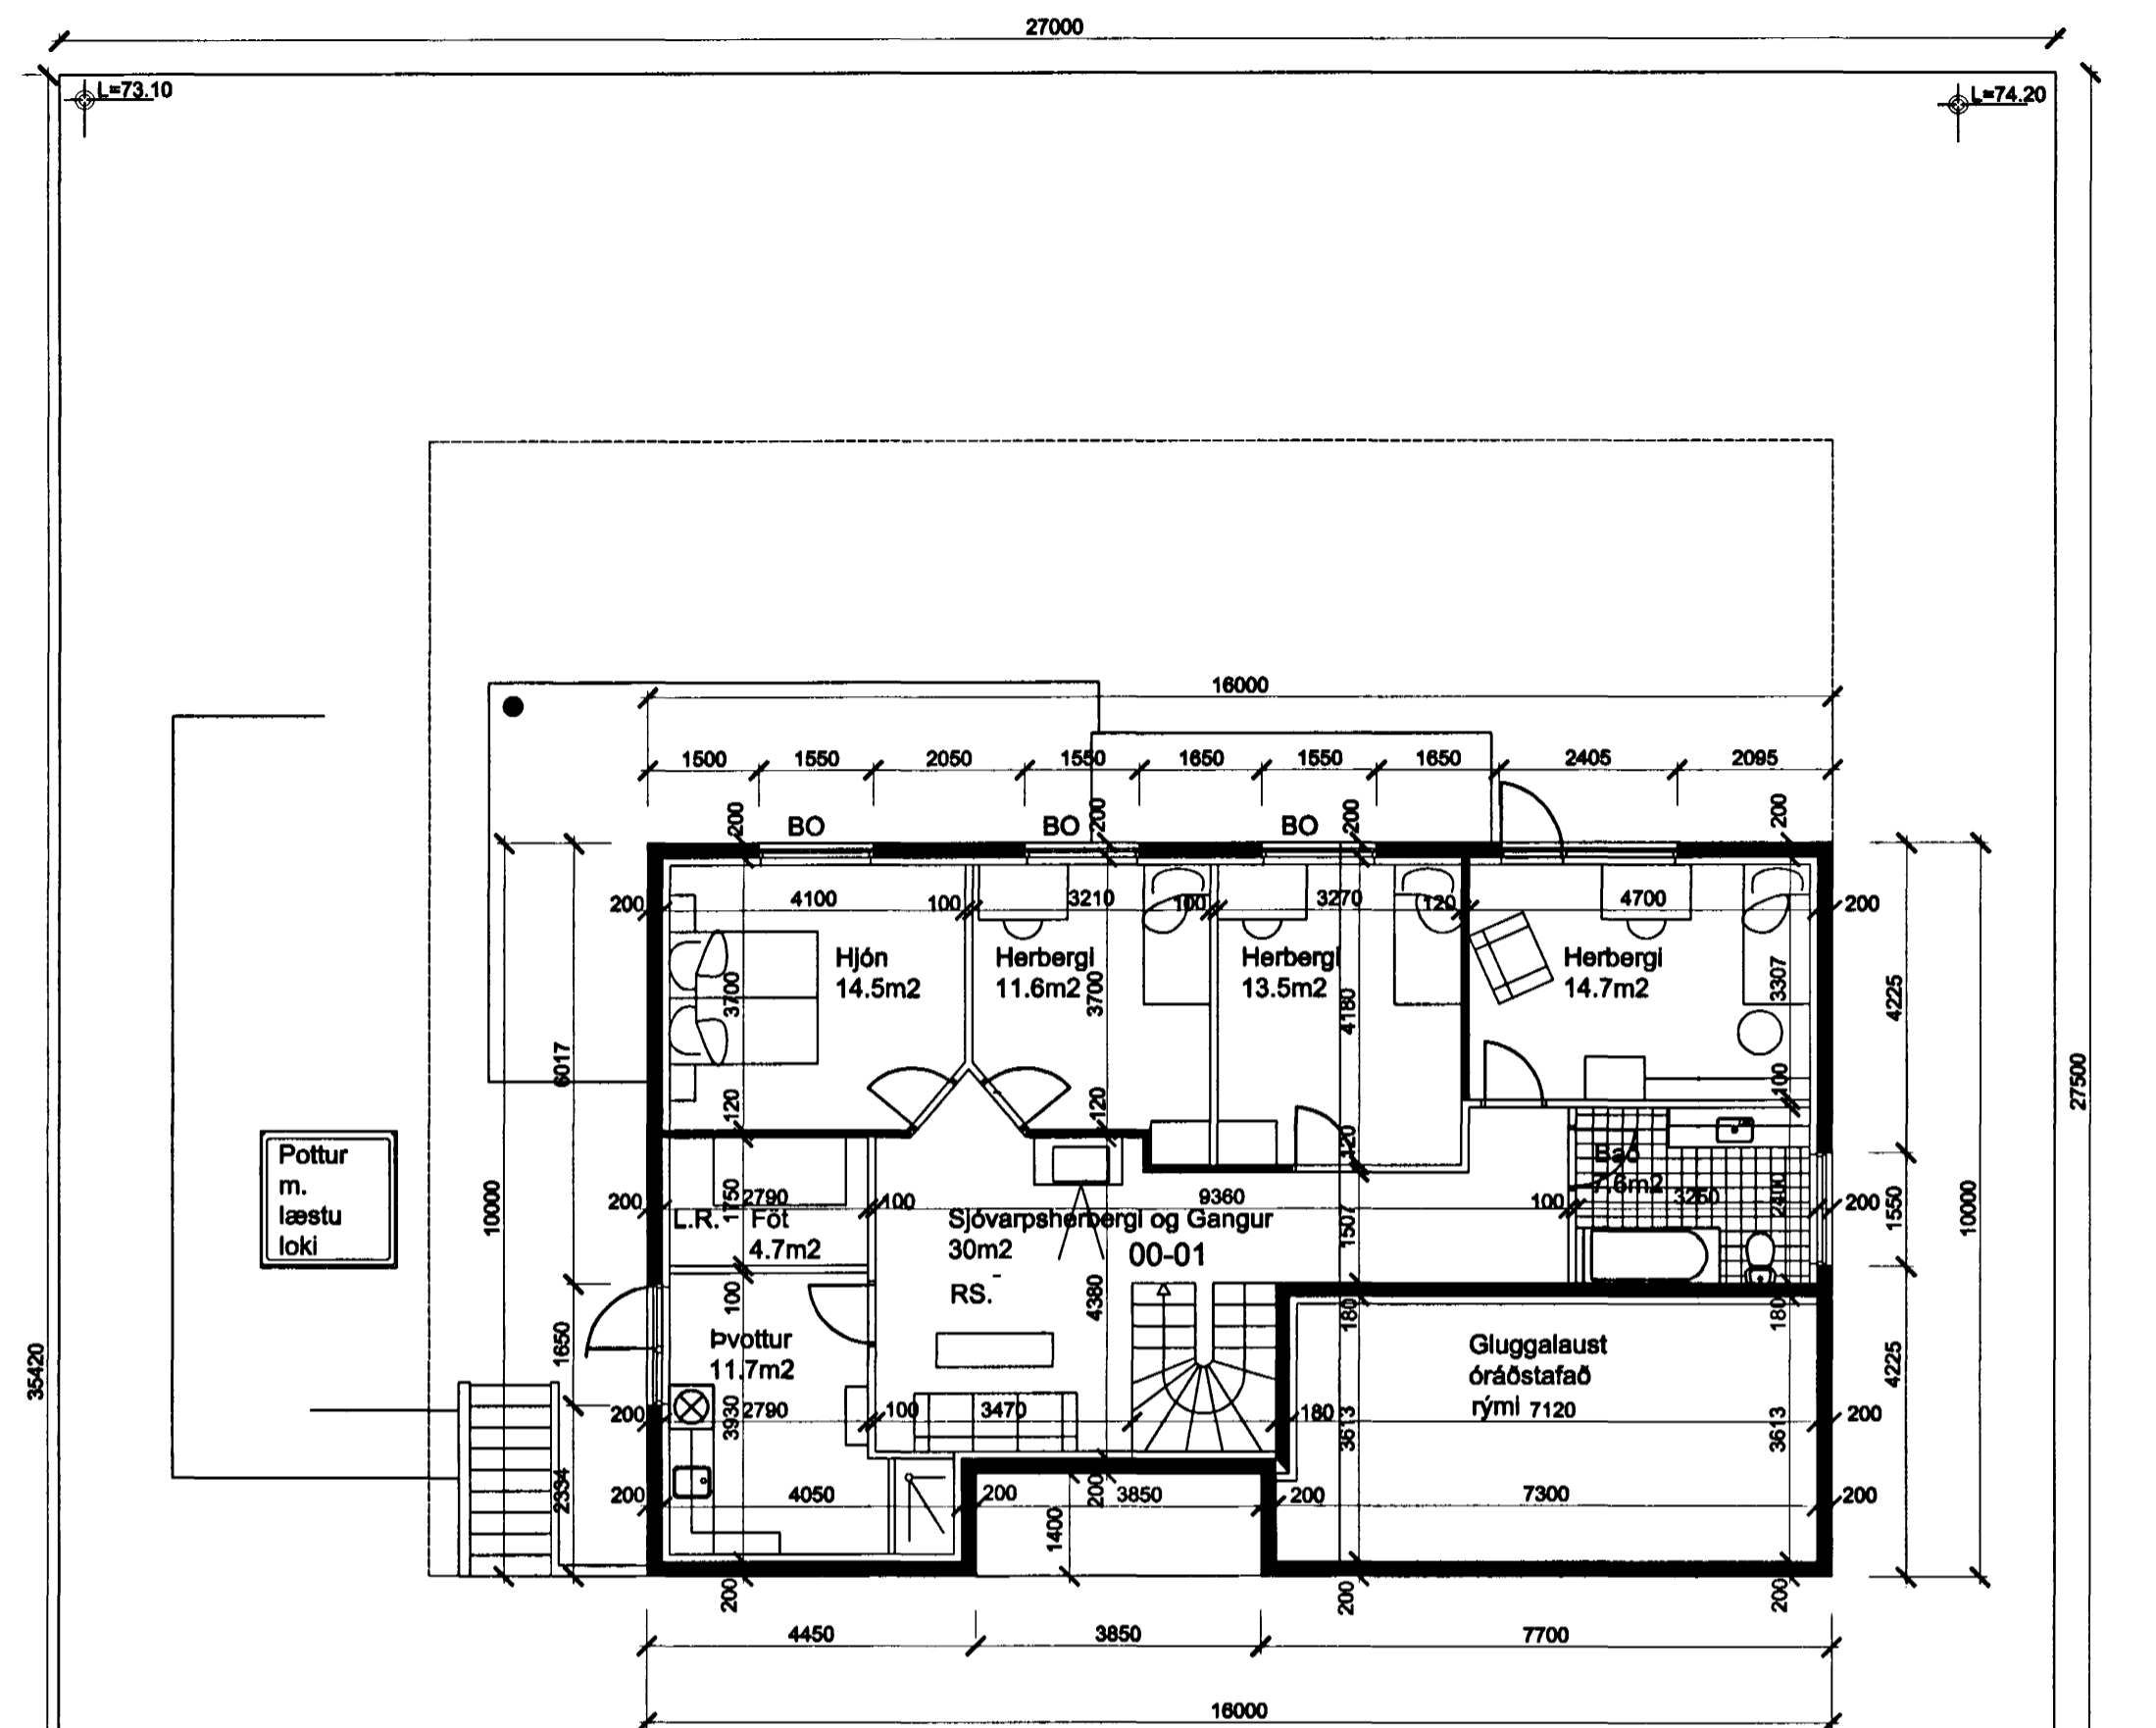 27000
L=73.10
L=74.20
16000
1500 1550 2050 1550 1650 1550 1650 2405 2095
200 BO BO 200 BO 200 200
200 4100 100 3210 100 3270 120 4700 200
Hjón
14.5m2
Herbergi
11.6m2
Herbergi
13.5m2
Herbergi
14.7m2
3700 3700 4180 3307
6017 4225 27500
120 120 120 100
Pottur
m.
læstu
loki
10000 1550 10000
Bað
7.6m2
200 2790 100 9360 100 3250 200
1750 1507 2400
L.R. Föt
4.7m2
Sjóvarpsherbergi og Gangur
30m2
00-01
RS.
100 4380 180 180
Þvottur
11.7m2
Gluggalaust
óráðstafað
rými 7120
35420 1650 4225
200 2790 100 3470 180 200
3930 3613 3613
2334
200 4050 200 200 3850 200 7300 200
1400
200 200 200
4450 3850 7700
16000